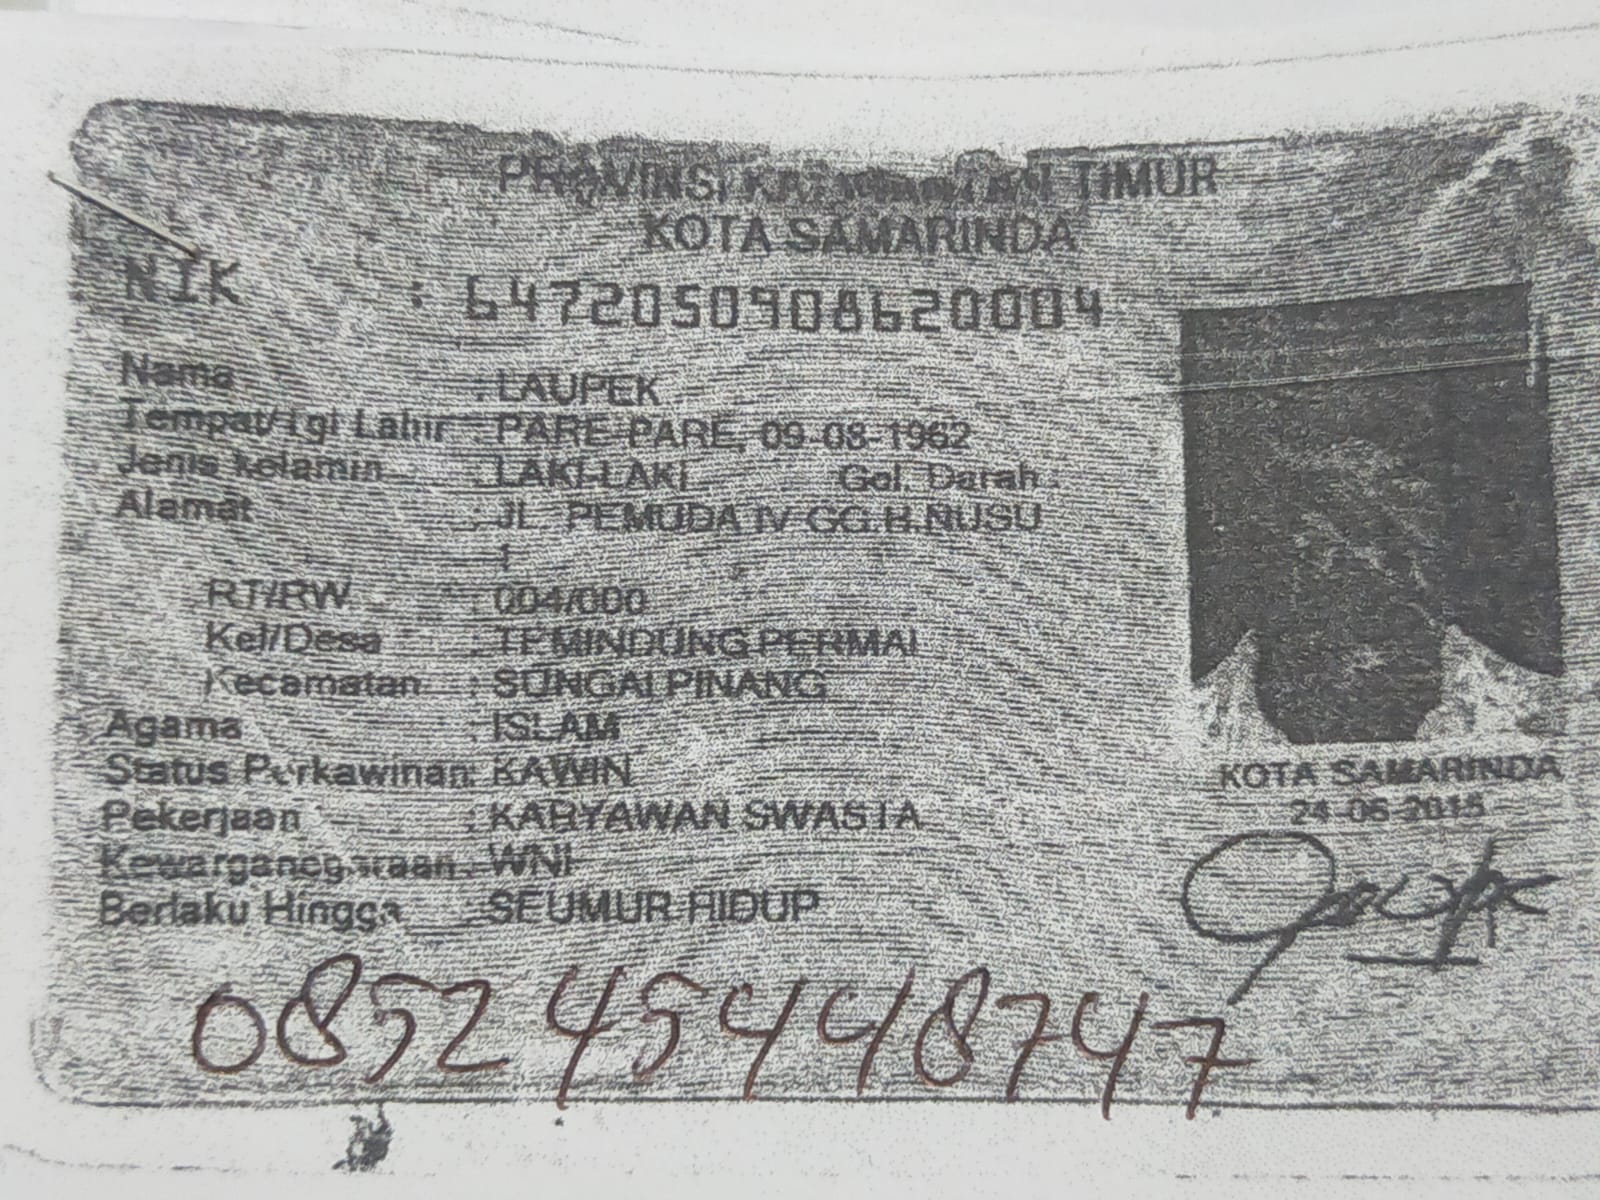 PROVINSI KALIMANTAN TIMUR
KOTA SAMARINDA
NIK : 6472050908620004
Nama : LAUPEK
Tempat/Tgl Lahir : PARE-PARE, 09-08-1962
Jenis kelamin : LAKI-LAKI Gol. Darah :
Alamat : JL PEMUDA IV GG.H.NUSU
1
RT/RW : 004/000
Kel/Desa : TEMINDUNG PERMAI
Kecamatan : SUNGAI PINANG
Agama : ISLAM
Status Perkawinan: KAWIN
Pekerjaan : KARYAWAN SWASTA
Kewarganegaraan: WNI
Berlaku Hingga : SEUMUR HIDUP
KOTA SAMARINDA
24-06-2015
085245448747